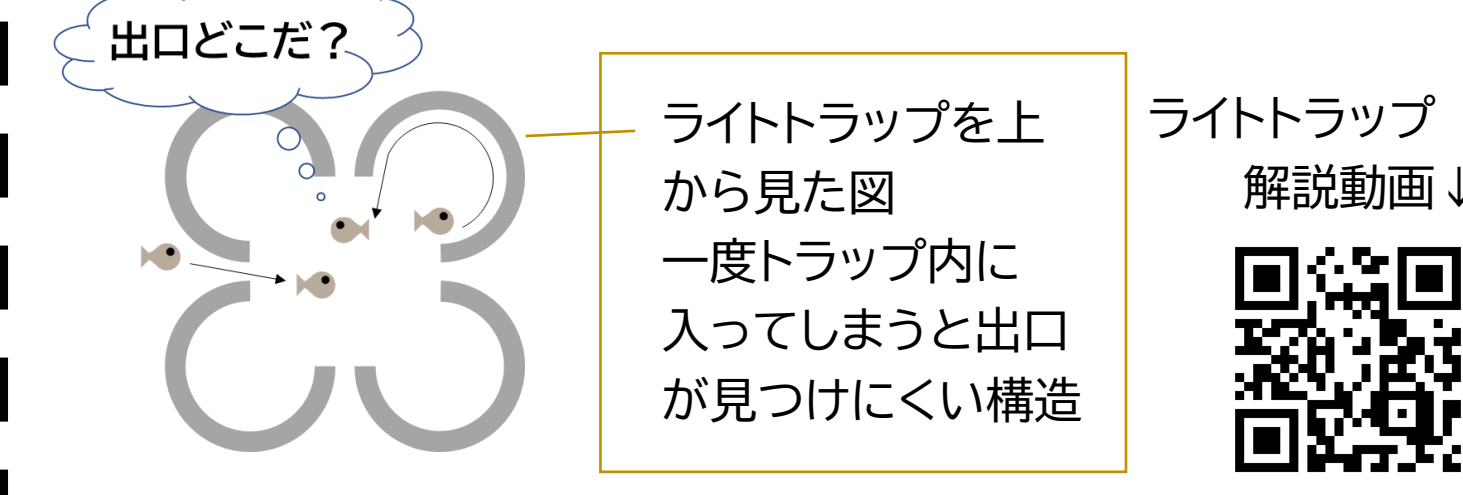 出口どこだ？
ライトトラップを上
から見た図
一度トラップ内に
入ってしまうと出口
が見つけにくい構造
ライトトラップ
解説動画↓